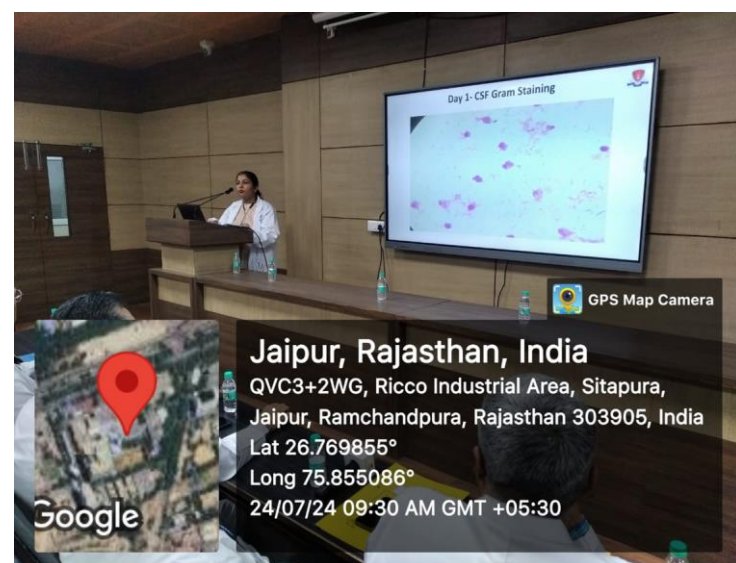 Day 1- CSF Gram Staining
GPS Map Camera
Jaipur, Rajasthan, India
QVC3+2WG, Ricco Industrial Area, Sitapura,
Jaipur, Ramchandpura, Rajasthan 303905, India
Lat 26.769855°
Long 75.855086°
24/07/24 09:30 AM GMT +05:30
Google